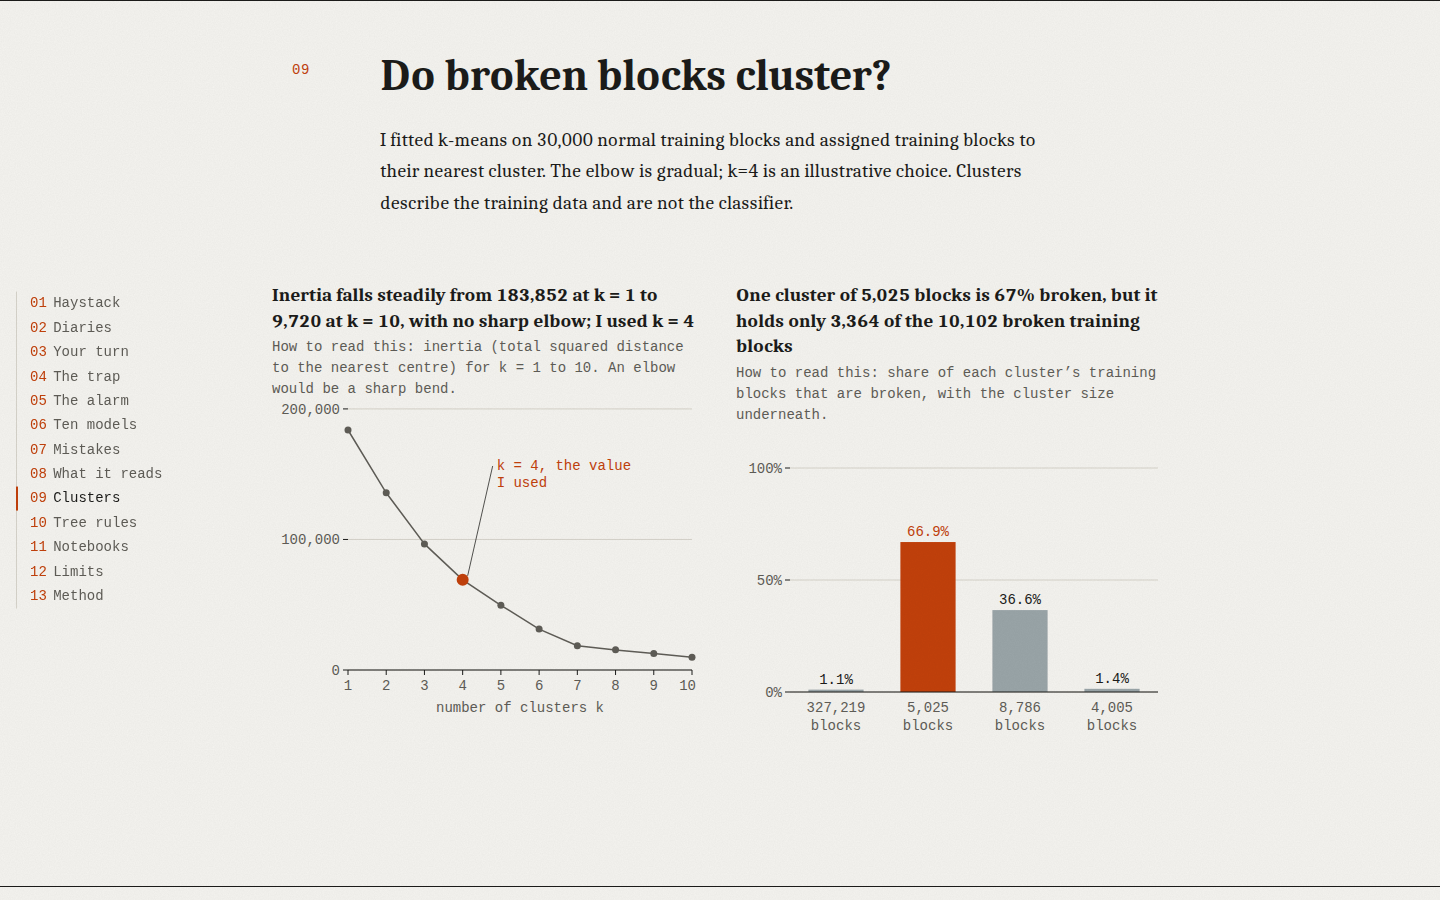 09
Do broken blocks cluster?
I fitted k-means on 30,000 normal training blocks and assigned training blocks to
their nearest cluster. The elbow is gradual; k=4 is an illustrative choice. Clusters
describe the training data and are not the classifier.
01 Haystack
02 Diaries
03 Your turn
04 The trap
05 The alarm
06 Ten models
07 Mistakes
08 What it reads
09 Clusters
10 Tree rules
11 Notebooks
12 Limits
13 Method
Inertia falls steadily from 183,852 at k = 1 to
9,720 at k = 10, with no sharp elbow; I used k = 4
How to read this: inertia (total squared distance
to the nearest centre) for k = 1 to 10. An elbow
would be a sharp bend.
200,000
100,000
0
k = 4, the value
I used
1 2 3 4 5 6 7 8 9 10
number of clusters k
One cluster of 5,025 blocks is 67% broken, but it
holds only 3,364 of the 10,102 broken training
blocks
How to read this: share of each cluster’s training
blocks that are broken, with the cluster size
underneath.
100%
50%
0%
1.1%
66.9%
36.6%
1.4%
327,219 5,025 8,786 4,005
blocks blocks blocks blocks